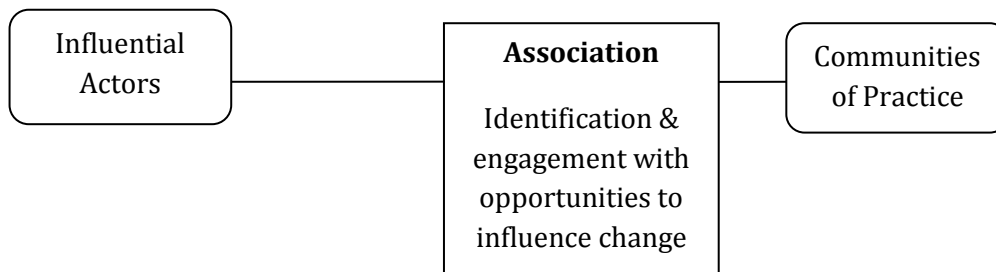 Influential
Actors
Association
Identification &
engagement with
opportunities to
influence change
Communities
of Practice